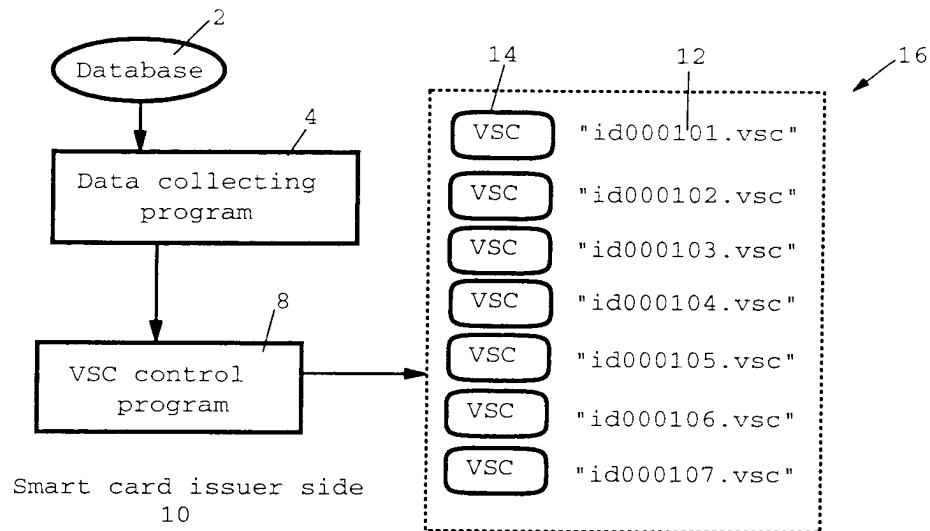 2
Database
4
Data collecting
program
8
VSC control
program
Smart card issuer side
10
14
12
16
VSC "id000101.vsc"
VSC "id000102.vsc"
VSC "id000103.vsc"
VSC "id000104.vsc"
VSC "id000105.vsc"
VSC "id000106.vsc"
VSC "id000107.vsc"